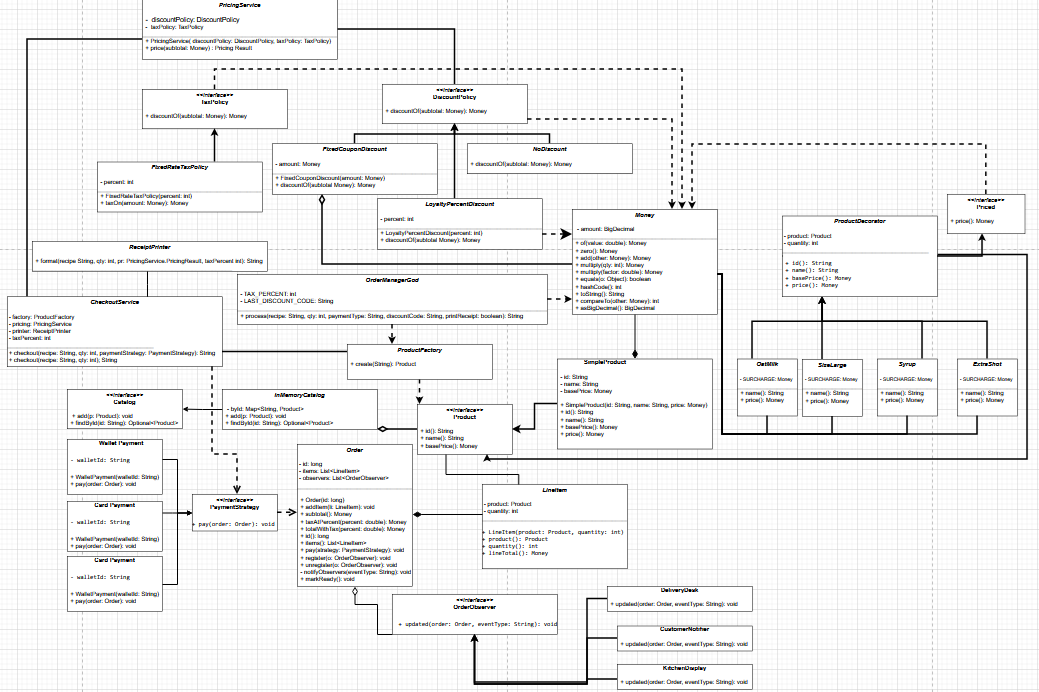 PricingService
- discountPolicy: DiscountPolicy
- taxPolicy: TaxPolicy
+ PricingService( discountPolicy: DiscountPolicy, taxPolicy: TaxPolicy)
+ price(subtotal: Money) : Pricing Result
<<interface>>
TaxPolicy
+ discountOf(subtotal: Money): Money
<<interface>>
DiscountPolicy
+ discountOf(subtotal: Money): Money
FixedRateTaxPolicy
- percent: int
+ FixedRateTaxPolicy(percent: int)
+ taxOn(amount: Money): Money
FixedCouponDiscount
- amount: Money
+ FixedCouponDiscount(amount: Money)
+ discountOf(subtotal Money): Money
NoDiscount
+ discountOf(subtotal: Money): Money
LoyaltyPercentDiscount
- percent: int
+ LoyaltyPercentDiscount(percent: int)
+ discountOf(subtotal Money): Money
Money
- amount: BigDecimal
+ of(value: double): Money
+ zero(): Money
+ add(other: Money): Money
+ multiply(qty: int): Money
+ multiply(factor: double): Money
+ equals(o: Object): boolean
+ hashCode(): int
+ toString(): String
+ compareTo(other: Money): int
+ asBigDecimal(): BigDecimal
ProductDecorator
- product: Product
- quantity: int
+ id(): String
+ name(): String
+ basePrice(): Money
+ price(): Money
<<interface>>
Priced
+ price(): Money
ReceiptPrinter
+ format(recipe String, qty: int, pr: PricingService.PricingResult, taxPercent int): String
OrderManagerGod
- TAX_PERCENT: int
- LAST_DISCOUNT_CODE: String
+ process(recipe: String, qty: int, paymentType: String, discountCode: String, printReceipt: boolean): String
CheckoutService
- factory: ProductFactory
- pricing: PricingService
- printer: ReceiptPrinter
- taxPercent: int
+ checkout(recipe: String, qty: int, paymentStrategy: PaymentStrategy): String
+ checkout(recipe: String, qty: int): String
ProductFactory
+ create(String): Product
SimpleProduct
- id: String
- name: String
- basePrice: Money
+ SimpleProduct(id: String, name: String, price: Money)
+ id(): String
+ name(): String
+ basePrice(): Money
+ price(): Money
OatMilk
- SURCHARGE: Money
+ name(): String
+ price(): Money
SizeLarge
- SURCHARGE: Money
+ name(): String
+ price(): Money
Syrup
- SURCHARGE: Money
+ name(): String
+ price(): Money
ExtraShot
- SURCHARGE: Money
+ name(): String
+ price(): Money
<<interface>>
Catalog
+ add(p: Product): void
+ findById(id: String): Optional<Product>
InMemoryCatalog
- byId: Map<String, Product>
+ add(p: Product): void
+ findById(id: String): Optional<Product>
<<interface>>
Product
+ id(): String
+ name(): String
+ basePrice(): Money
Wallet Payment
- walletId: String
+ WalletPayment(walletId: String)
+ pay(order: Order): void
Card Payment
- walletId: String
+ WalletPayment(walletId: String)
+ pay(order: Order): void
Card Payment
- walletId: String
+ WalletPayment(walletId: String)
+ pay(order: Order): void
<<interface>>
PaymentStrategy
+ pay(order: Order): void
Order
- id: long
- items: List<LineItem>
- observers: List<OrderObserver>
+ Order(id: long)
+ addItem(li: LineItem): void
+ subtotal(): Money
+ taxAtPercent(percent: double): Money
+ totalWithTax(percent: double): Money
+ id(): long
+ items(): List<LineItem>
+ pay(strategy: PaymentStrategy): void
+ register(o: OrderObserver): void
+ unregister(o: OrderObserver): void
- notifyObservers(eventType: String): void
+ markReady(): void
LineItem
- product: Product
- quantity: int
+ LineItem(product: Product, quantity: int)
+ product(): Product
+ quantity(): int
+ lineTotal(): Money
<<interface>>
OrderObserver
+ updated(order: Order, eventType: String): void
DeliveryDesk
+ updated(order: Order, eventType: String): void
CustomerNotifier
+ updated(order: Order, eventType: String): void
KitchenDisplay
+ updated(order: Order, eventType: String): void